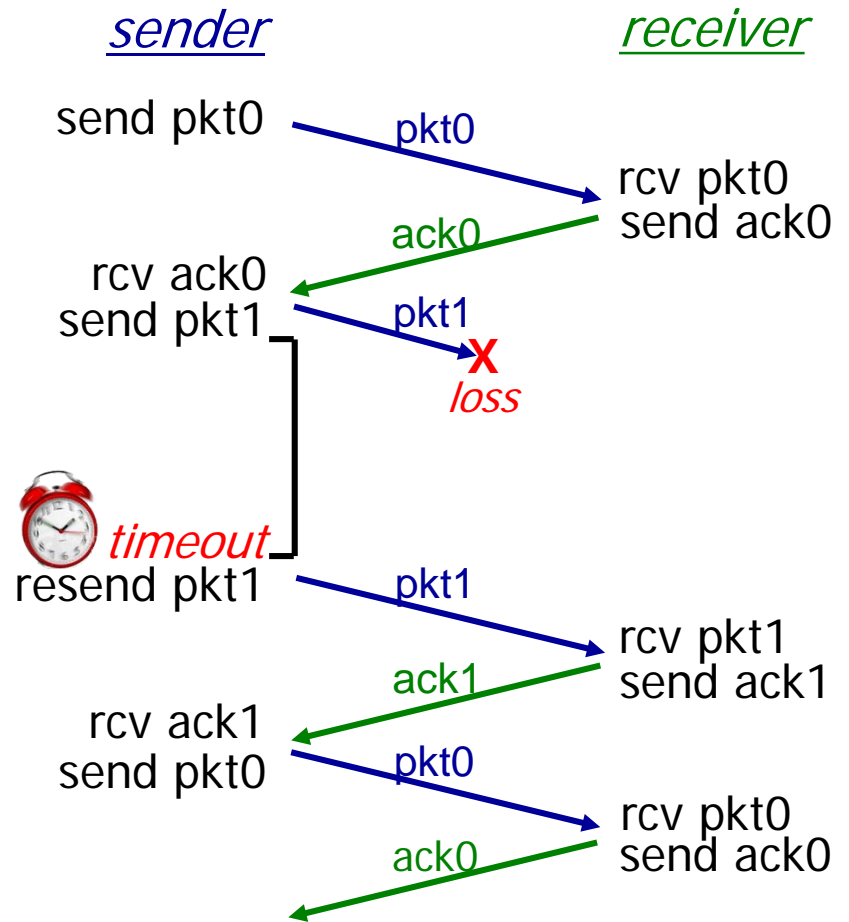 sender
receiver
send pkt0
pkt0
rcv pkt0
send ack0
ack0
rcv ack0
send pkt1
pkt1
X
loss
timeout
resend pkt1
pkt1
rcv pkt1
send ack1
ack1
rcv ack1
send pkt0
pkt0
rcv pkt0
send ack0
ack0